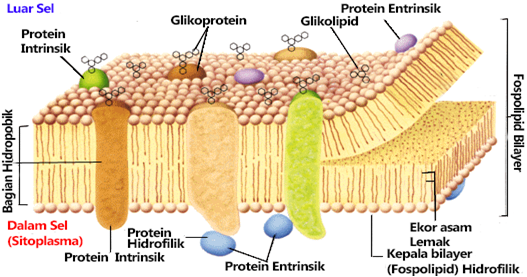 Luar Sel
Protein
Intrinsik
Glikoprotein
Glikolipid
Protein Entrinsik
Fospolipid Bilayer
Bagian Hidropobik
Dalam Sel
(Sitoplasma)
Protein Intrinsik
Protein
Hidrofilik
Protein Entrinsik
Ekor asam
Lemak
Kepala bilayer
(Fospolipid) Hidrofilik